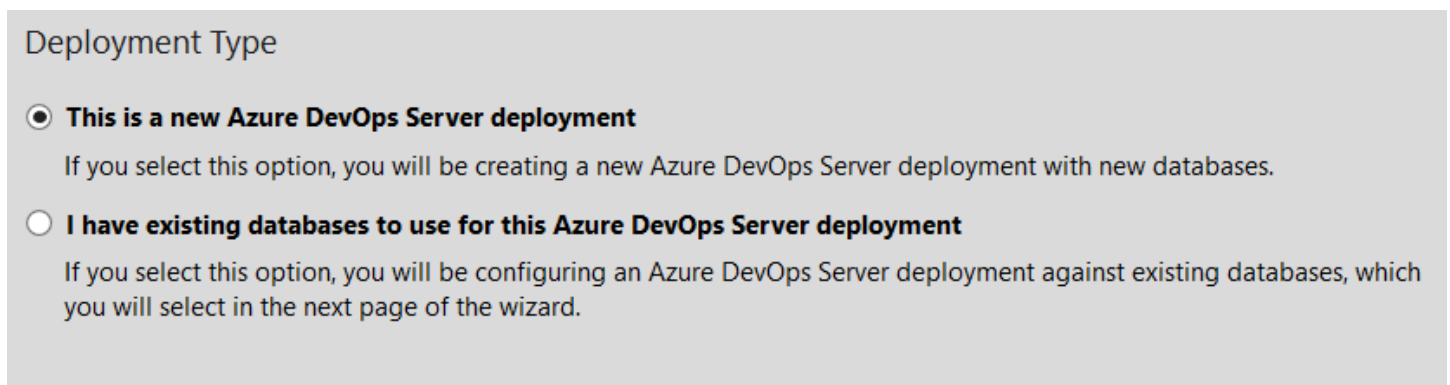 Deployment Type
This is a new Azure DevOps Server deployment
If you select this option, you will be creating a new Azure DevOps Server deployment with new databases.
I have existing databases to use for this Azure DevOps Server deployment
If you select this option, you will be configuring an Azure DevOps Server deployment against existing databases, which
you will select in the next page of the wizard.